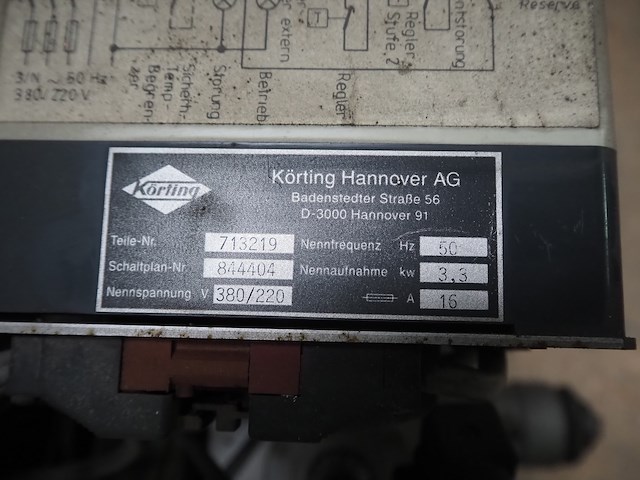 Reserve
Entstörung
Regler Stufe 2
extern
3/N ~ 50 Hz
380/220 V
Sicherh.-
Temp.
Begren-
zer
Störung
Betrieb
Regler
Körting
Körting Hannover AG
Badenstedter Straße 56
D-3000 Hannover 91
Teile-Nr. 713219 Nennfrequenz Hz 50
Schaltplan-Nr. 844404 Nennaufnahme kw 3,3
Nennspannung V 380/220 A 16